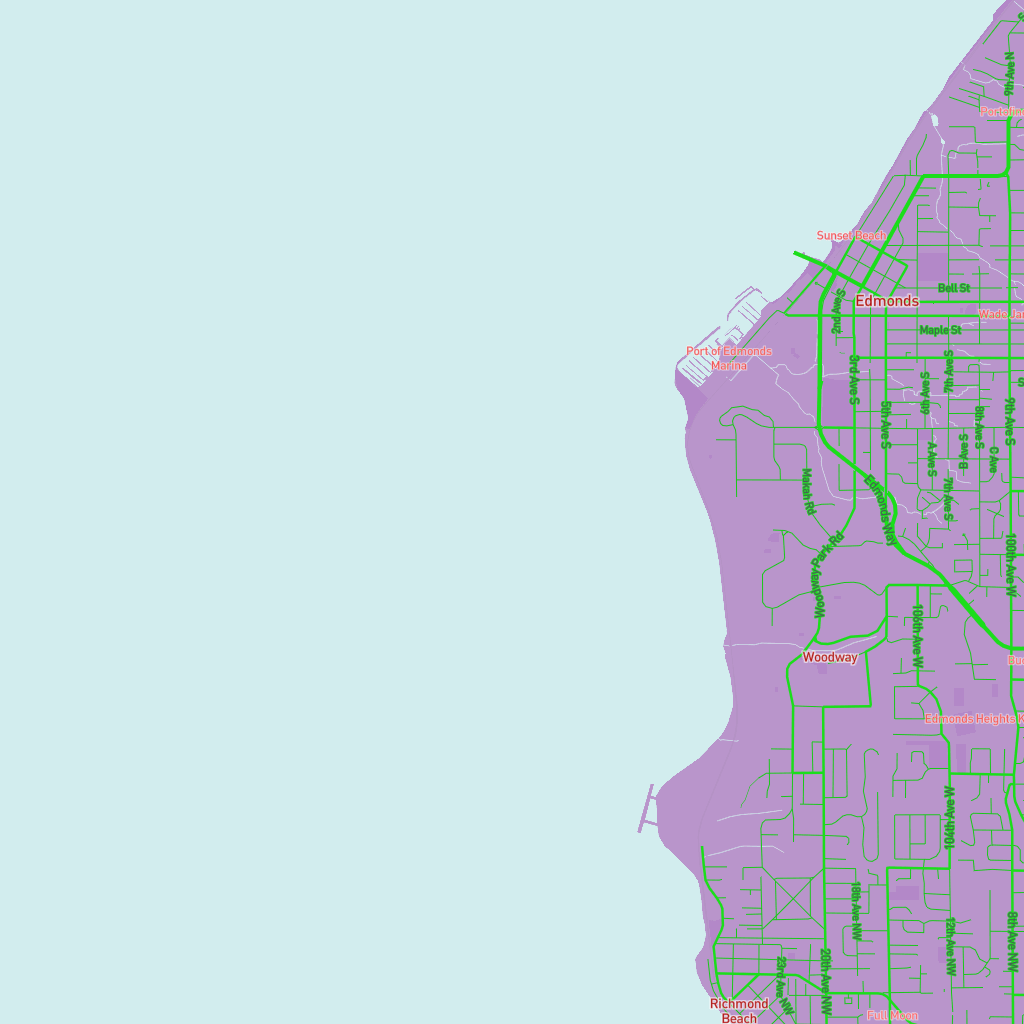 9th Ave N
Sunset Beach
Bell St
2nd Ave S
Edmonds
Maple St
Port of Edmonds
Marina
3rd Ave S
7th Ave S
6th Ave S
5th Ave S
8th Ave S
9th Ave S
A Ave S
B Ave S
C Ave
Makah Rd
7th Ave S
Edmonds Way
Woodway Park Rd
100th Ave W
106th Ave W
Woodway
Edmonds Heights K
104th Ave W
18th Ave NW
12th Ave NW
8th Ave NW
23rd Ave NW
20th Ave NW
Richmond
Beach
Full Moon